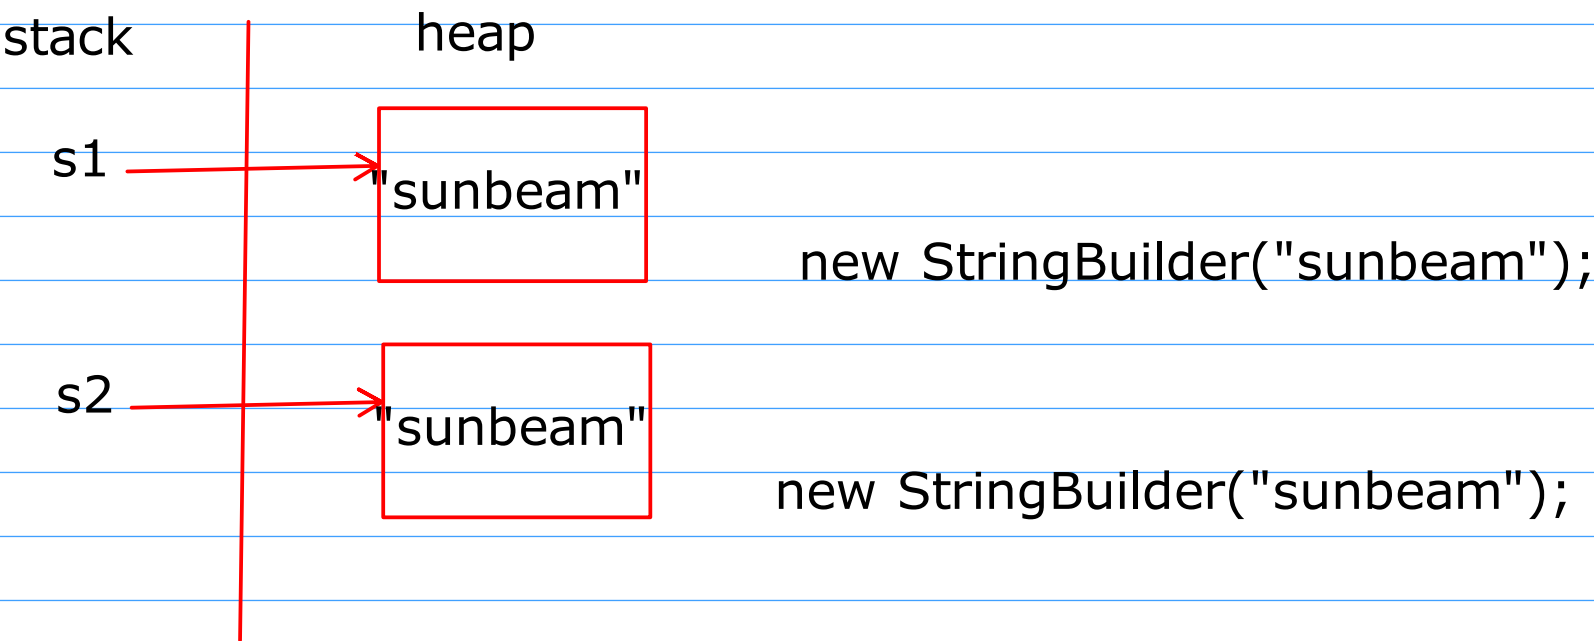 stack heap
s1
"sunbeam"
new StringBuilder("sunbeam");
s2
"sunbeam"
new StringBuilder("sunbeam");